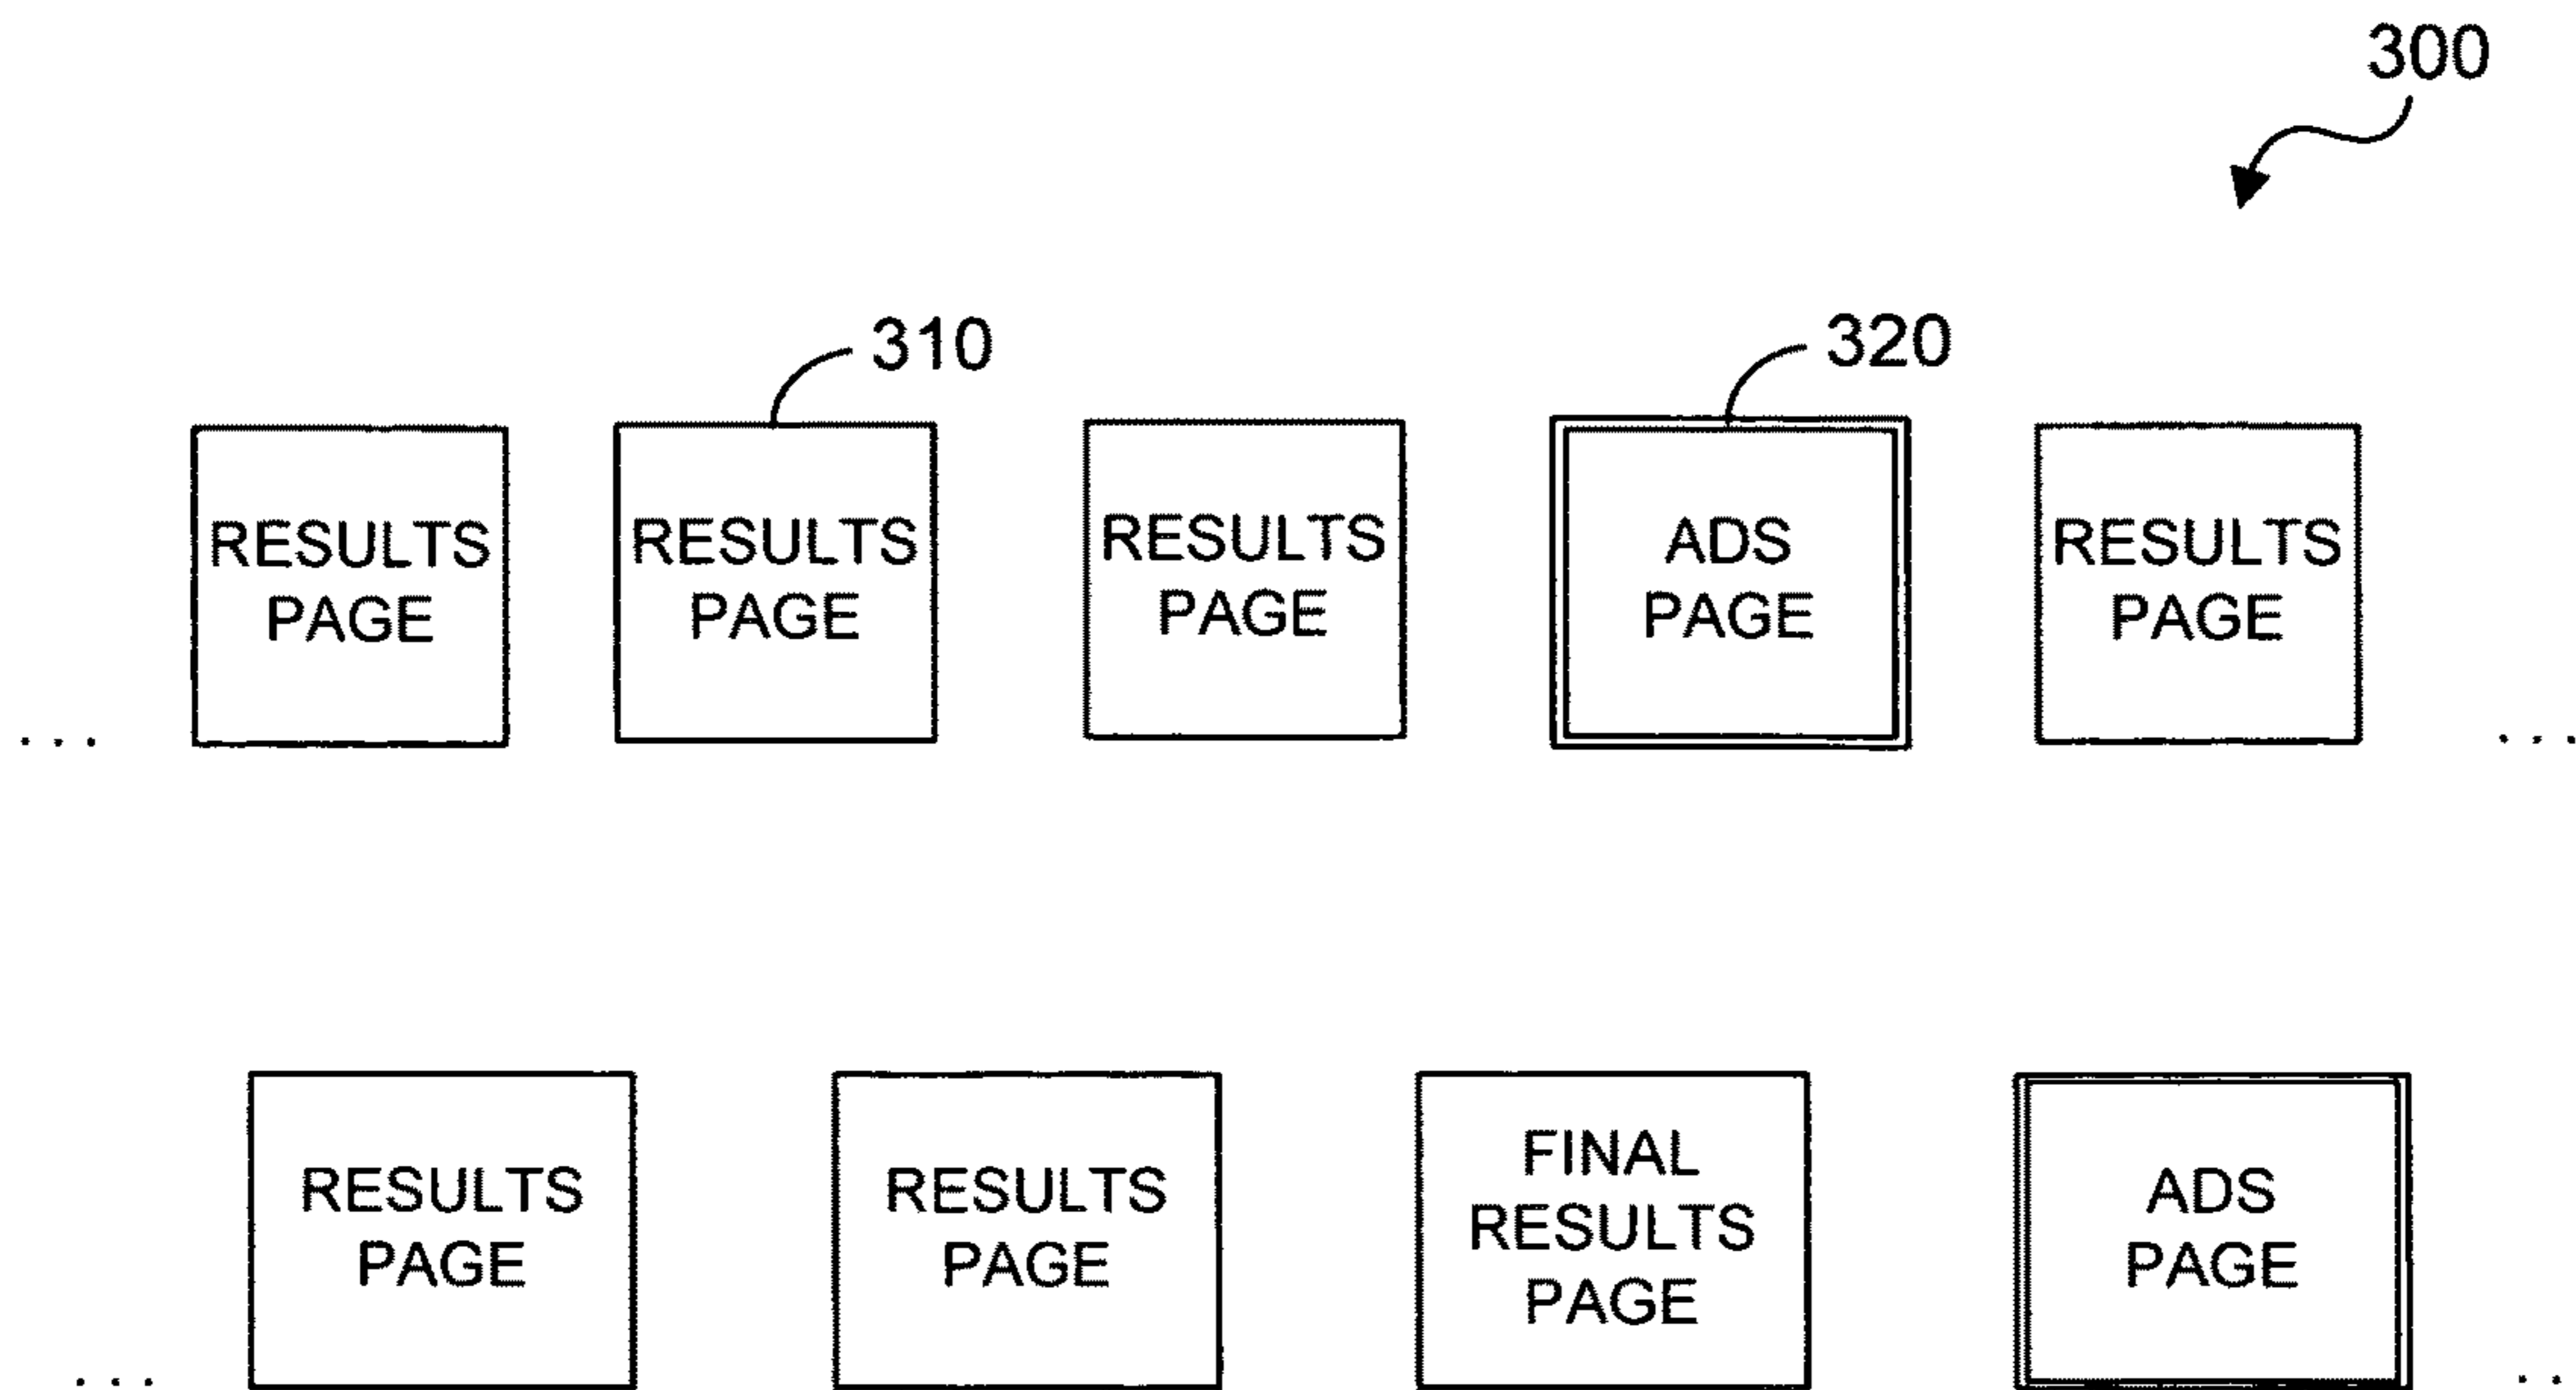 300
310
320
RESULTS
PAGE
RESULTS
PAGE
RESULTS
PAGE
ADS
PAGE
RESULTS
PAGE
. . .
. . .
RESULTS
PAGE
RESULTS
PAGE
FINAL
RESULTS
PAGE
ADS
PAGE
. . .
. . .